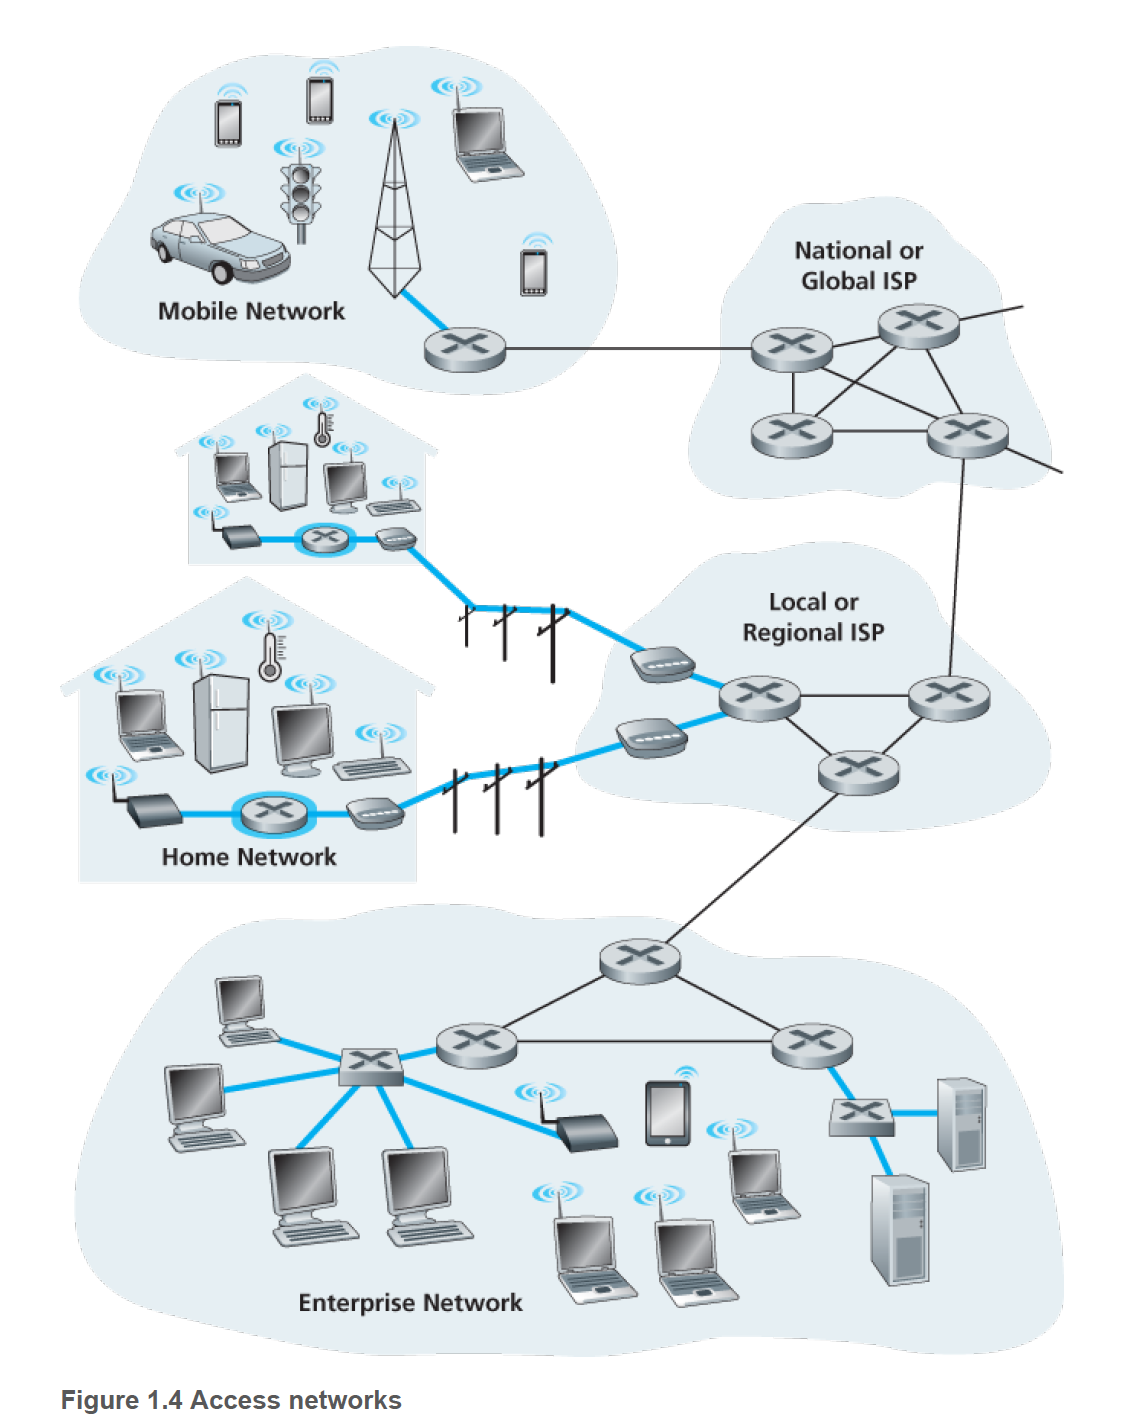 National or
Global ISP
Mobile Network
Local or
Regional ISP
Home Network
Enterprise Network
Figure 1.4 Access networks